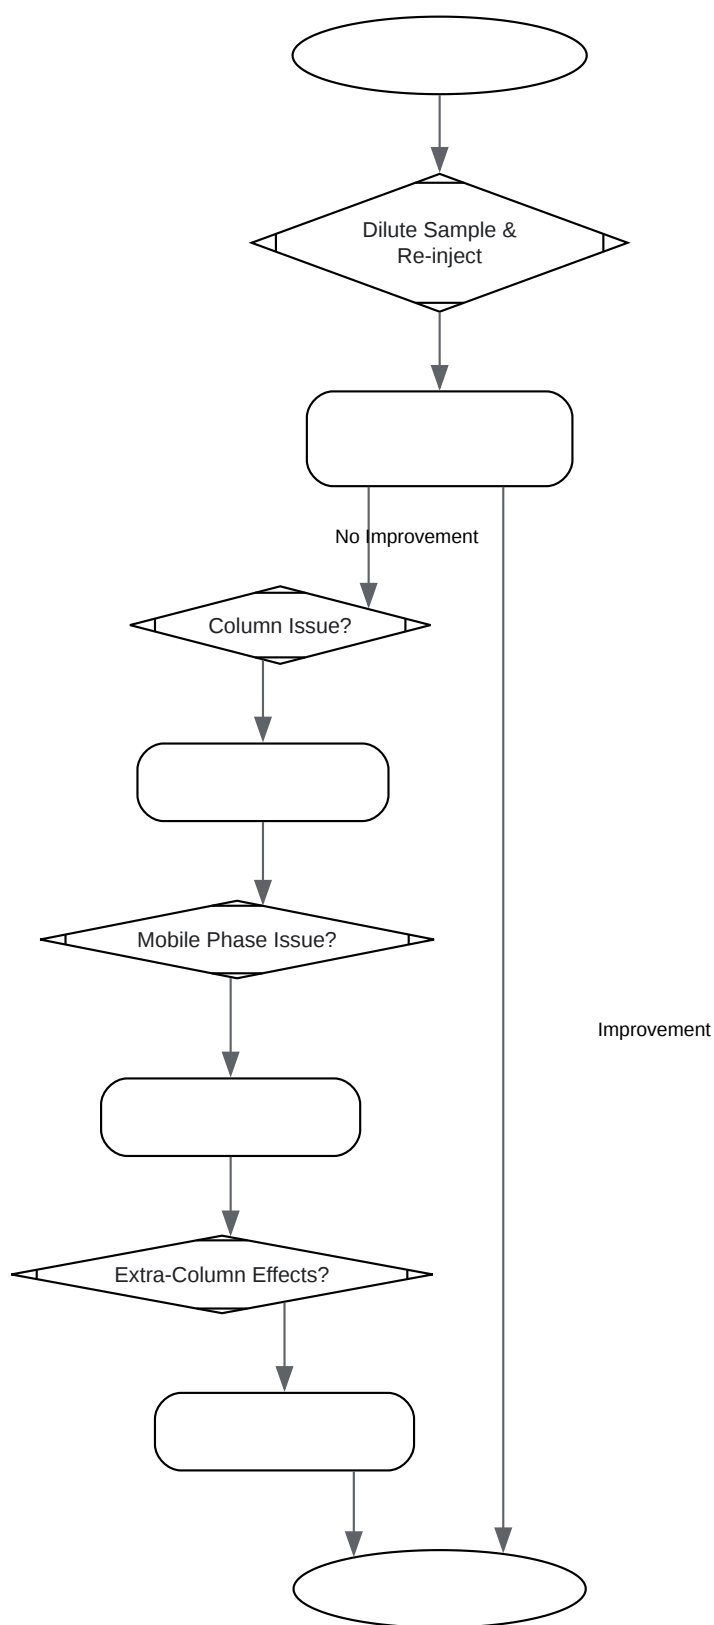 Dilute Sample &
Re-inject
No Improvement
Column Issue?
Mobile Phase Issue?
Improvement
Extra-Column Effects?